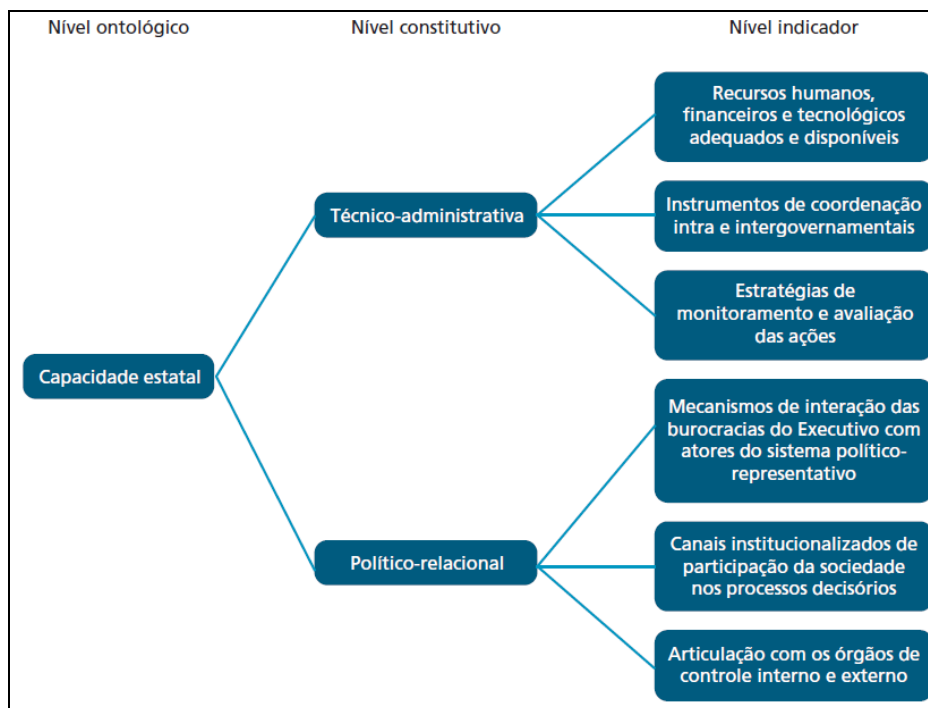 Nível ontológico
Nível constitutivo
Nível indicador
Capacidade estatal
Técnico-administrativa
Recursos humanos,
financeiros e tecnológicos
adequados e disponíveis
Instrumentos de coordenação
intra e intergovernamentais
Estratégias de
monitoramento e avaliação
das ações
Político-relacional
Mecanismos de interação das
burocracias do Executivo com
atores do sistema político-
representativo
Canais institucionalizados de
participação da sociedade
nos processos decisórios
Articulação com os órgãos de
controle interno e externo